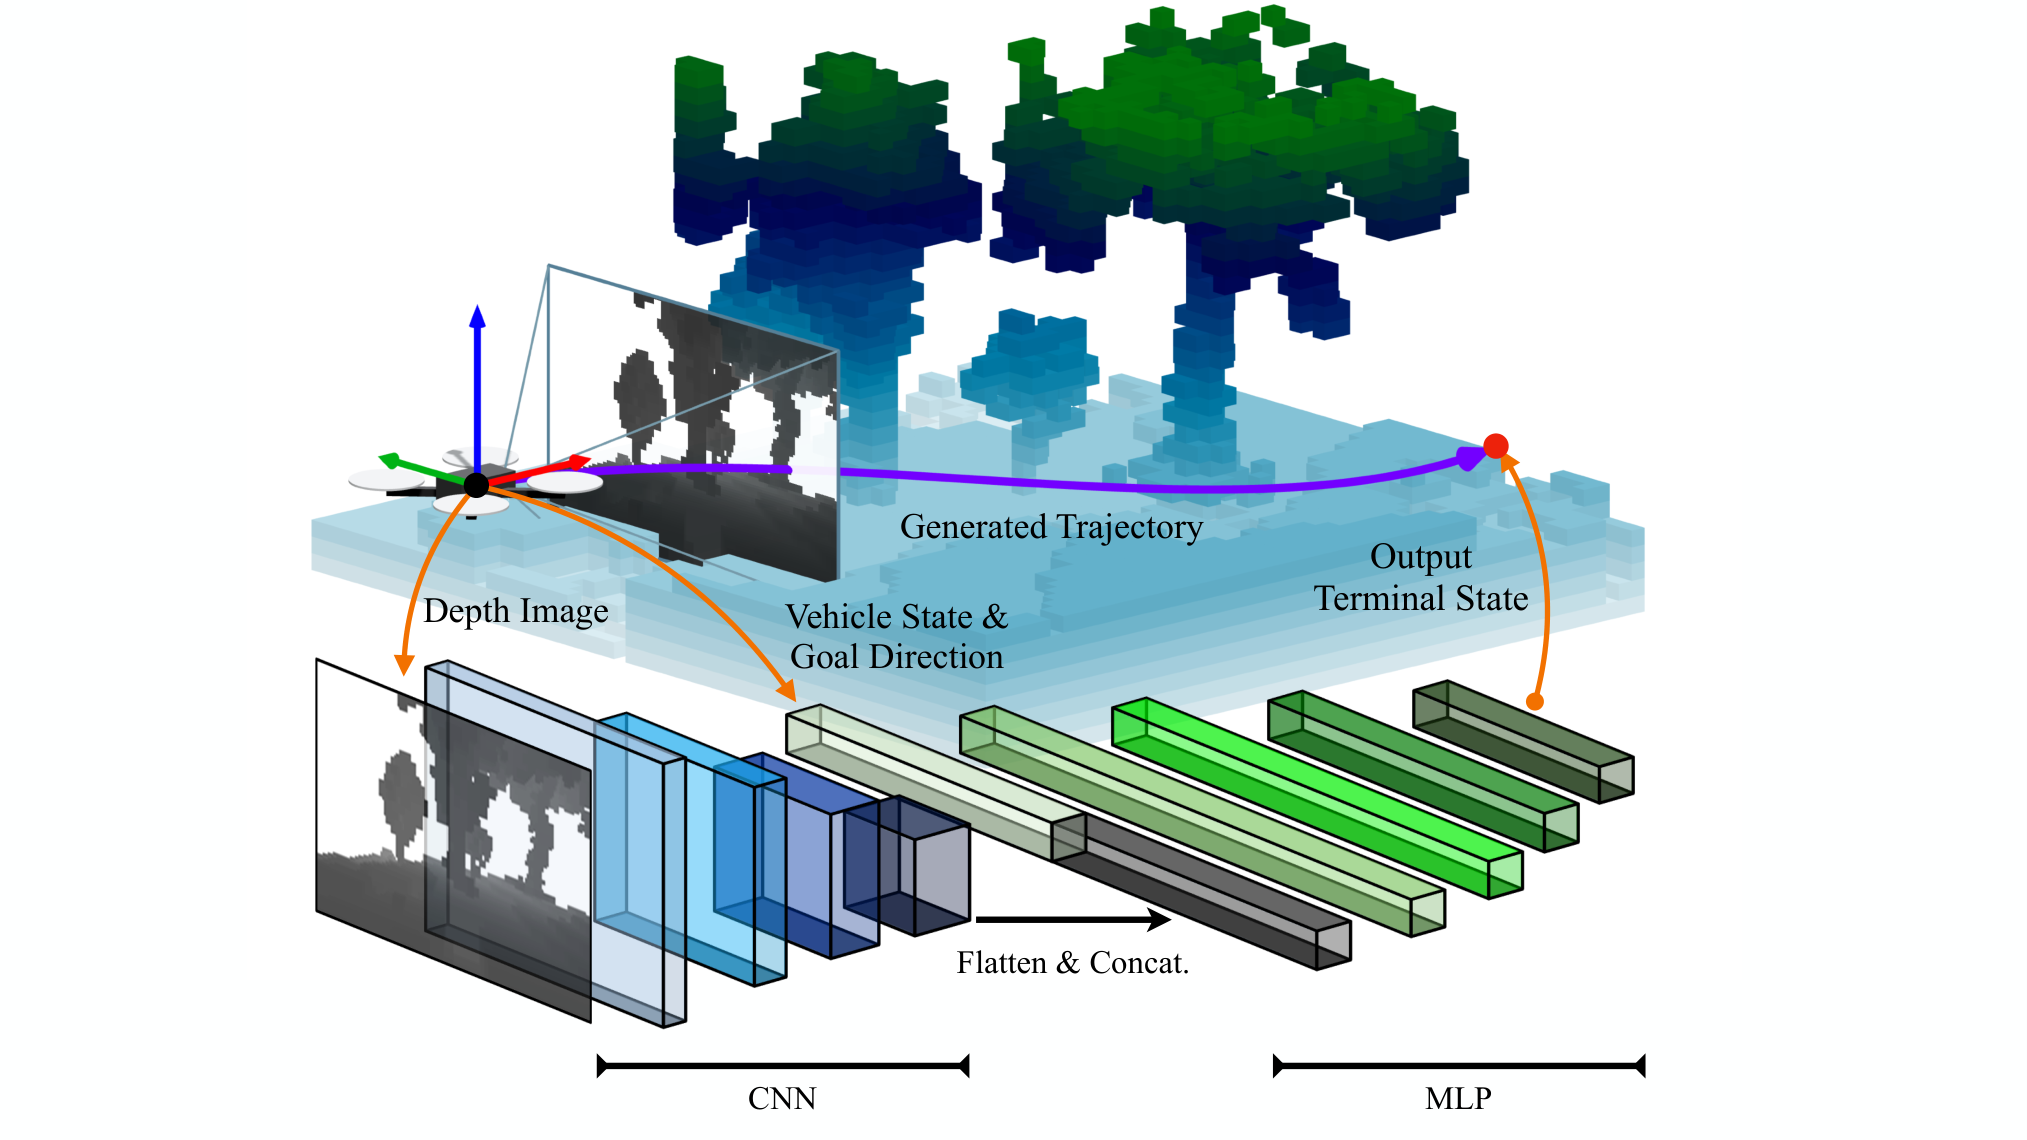 Generated Trajectory
Output
Terminal State
Depth Image
Vehicle State &
Goal Direction
Flatten & Concat.
CNN
MLP